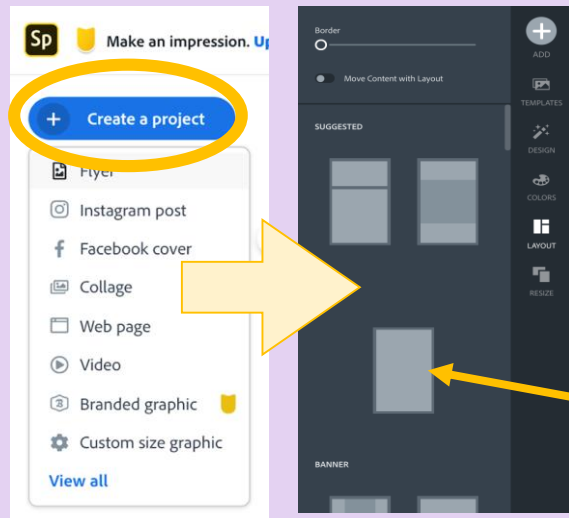 Sp
Make an impression.
+ Create a project
Flyer
Instagram post
Facebook cover
Collage
Web page
Video
Branded graphic
Custom size graphic
View all
Border
Move Content with Layout
SUGGESTED
BANNER
ADD
TEMPLATES
DESIGN
COLORS
LAYOUT
RESIZE